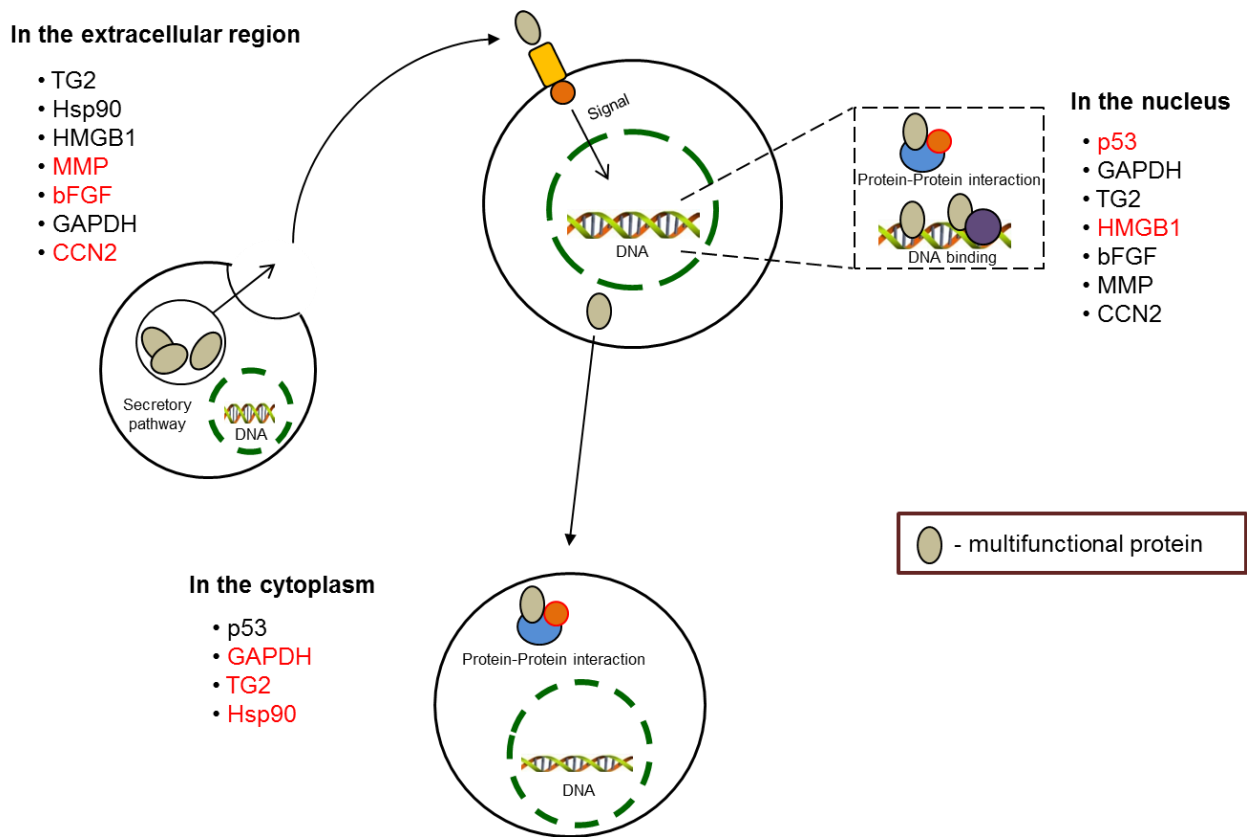 In the extracellular region
• TG2
• Hsp90
• HMGB1
• MMP
• bFGF
• GAPDH
• CCN2
Secretory
pathway
DNA
Signal
DNA
Protein-Protein interaction
DNA binding
In the nucleus
• p53
• GAPDH
• TG2
• HMGB1
• bFGF
• MMP
• CCN2
- multifunctional protein
In the cytoplasm
• p53
• GAPDH
• TG2
• Hsp90
Protein-Protein interaction
DNA